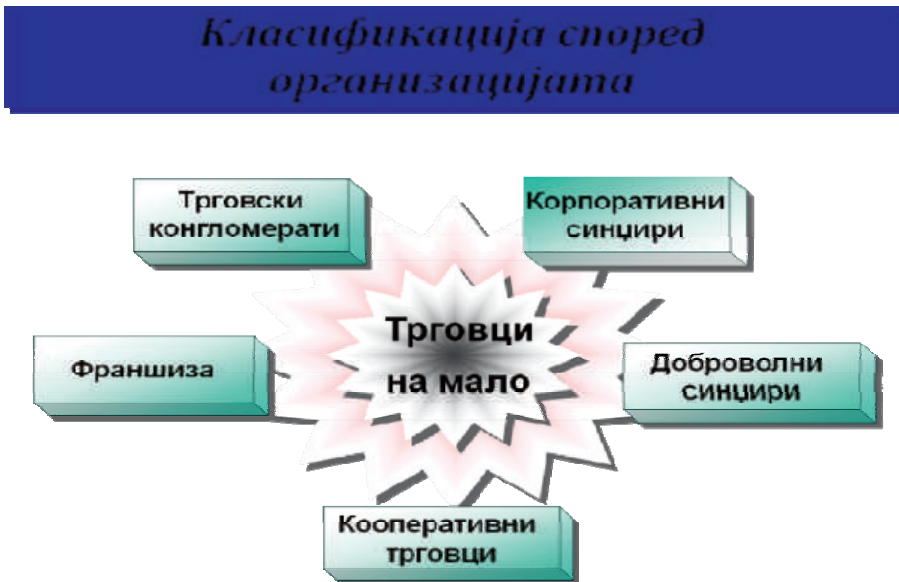 Класификација според
организацијата
Трговски
конгломерати
Корпоративни
синџири
Трговци
на мало
Франшиза
Доброволни
синџири
Кооперативни
трговци